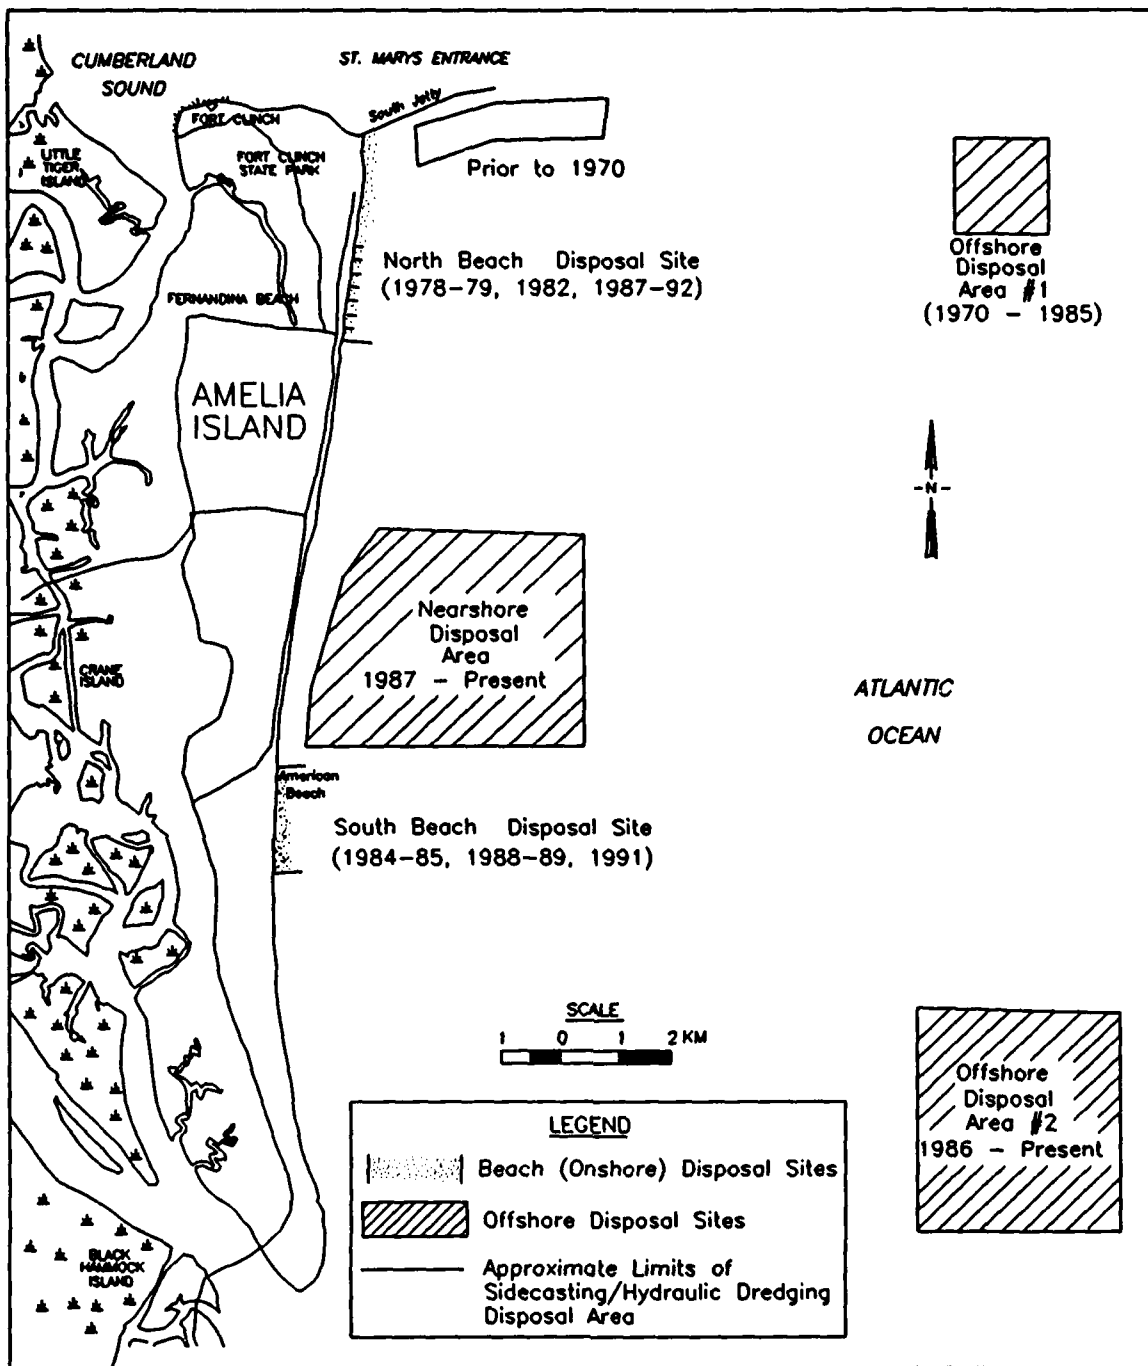 CUMBERLAND
SOUND
ST. MARYS ENTRANCE
South Jetty
FORT CLINCH
LITTLE
TIGER
ISLAND
FORT CLINCH
STATE PARK
Prior to 1970
Offshore
Disposal
Area #1
(1970 - 1985)
North Beach Disposal Site
(1978-79, 1982, 1987-92)
FERNANDINA BEACH
AMELIA
ISLAND
-N-
Nearshore
Disposal
Area
1987 - Present
CRANE
ISLAND
ATLANTIC
OCEAN
American
Beach
South Beach Disposal Site
(1984-85, 1988-89, 1991)
SCALE
1 0 1 2 KM
Offshore
Disposal
Area #2
1986 - Present
LEGEND
Beach (Onshore) Disposal Sites
Offshore Disposal Sites
Approximate Limits of
Sidecasting/Hydraulic Dredging
Disposal Area
BLACK
HAMMOCK
ISLAND